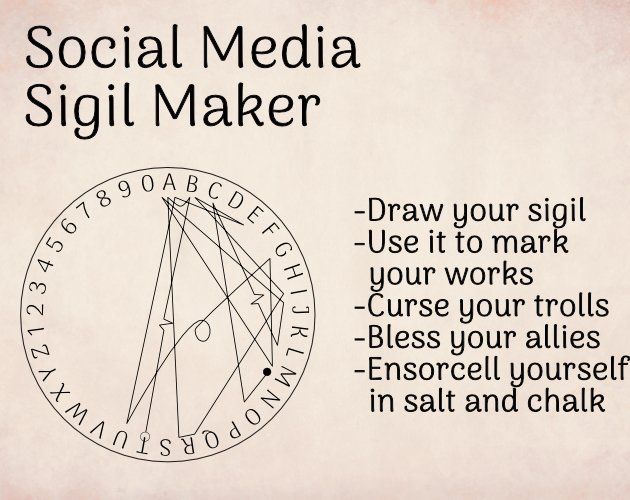 Social Media
Sigil Maker
ABCDEFGHIJKLMNOPQRSTUVWXYZ1234567890
-Draw your sigil
-Use it to mark
your works
-Curse your trolls
-Bless your allies
-Ensorcell yourself
in salt and chalk